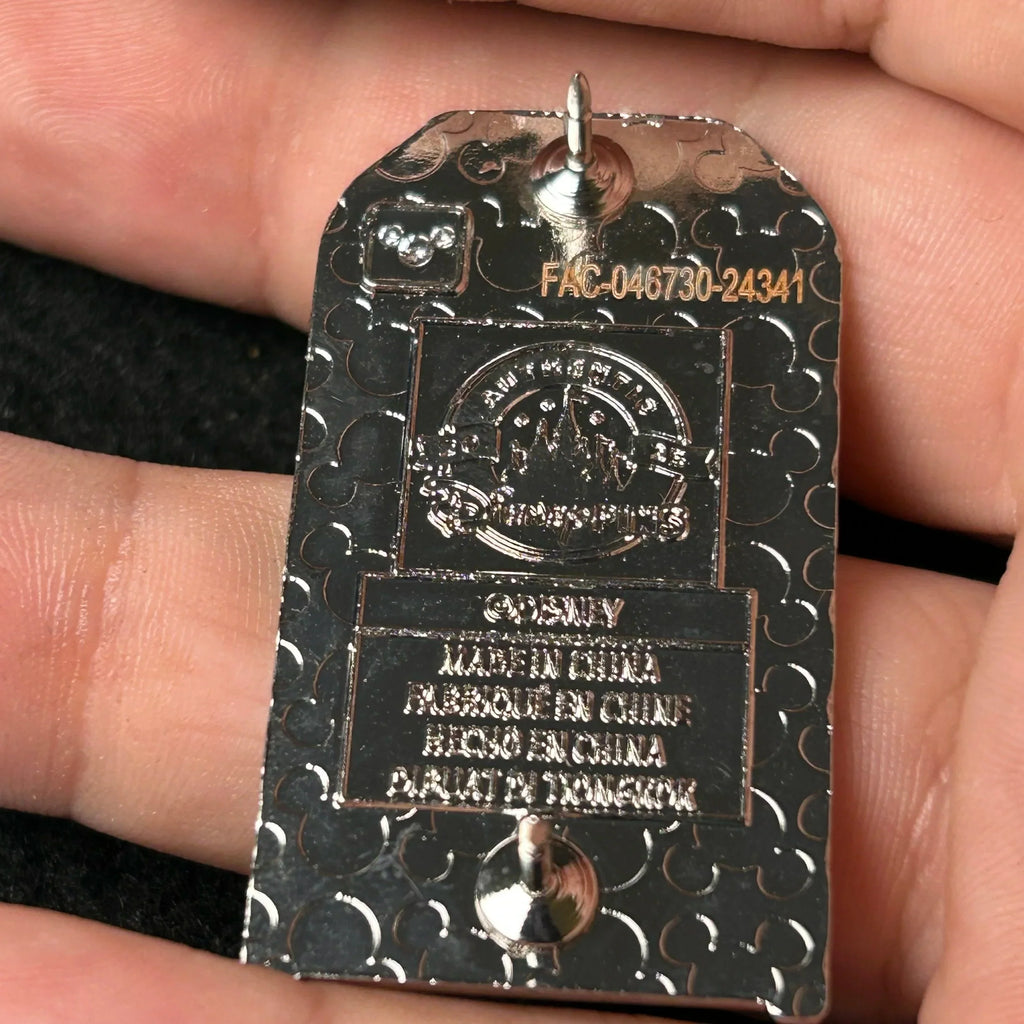 FAC-046730-24341
AUTHENTIC
©DISNEY
MADE IN CHINA
FABRIQUÉ EN CHINE
HECHO EN CHINA
DIBUAT DI TIONGKOK